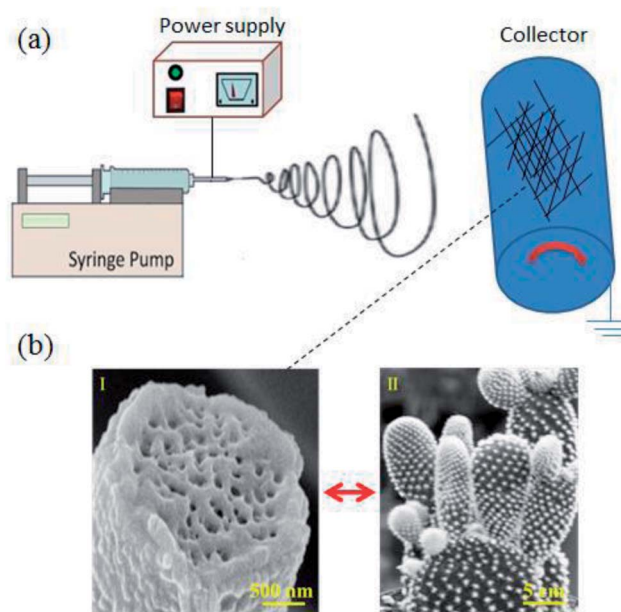 (a)
Power supply
Collector
Syringe Pump
(b)
I
II
500 nm
5 cm